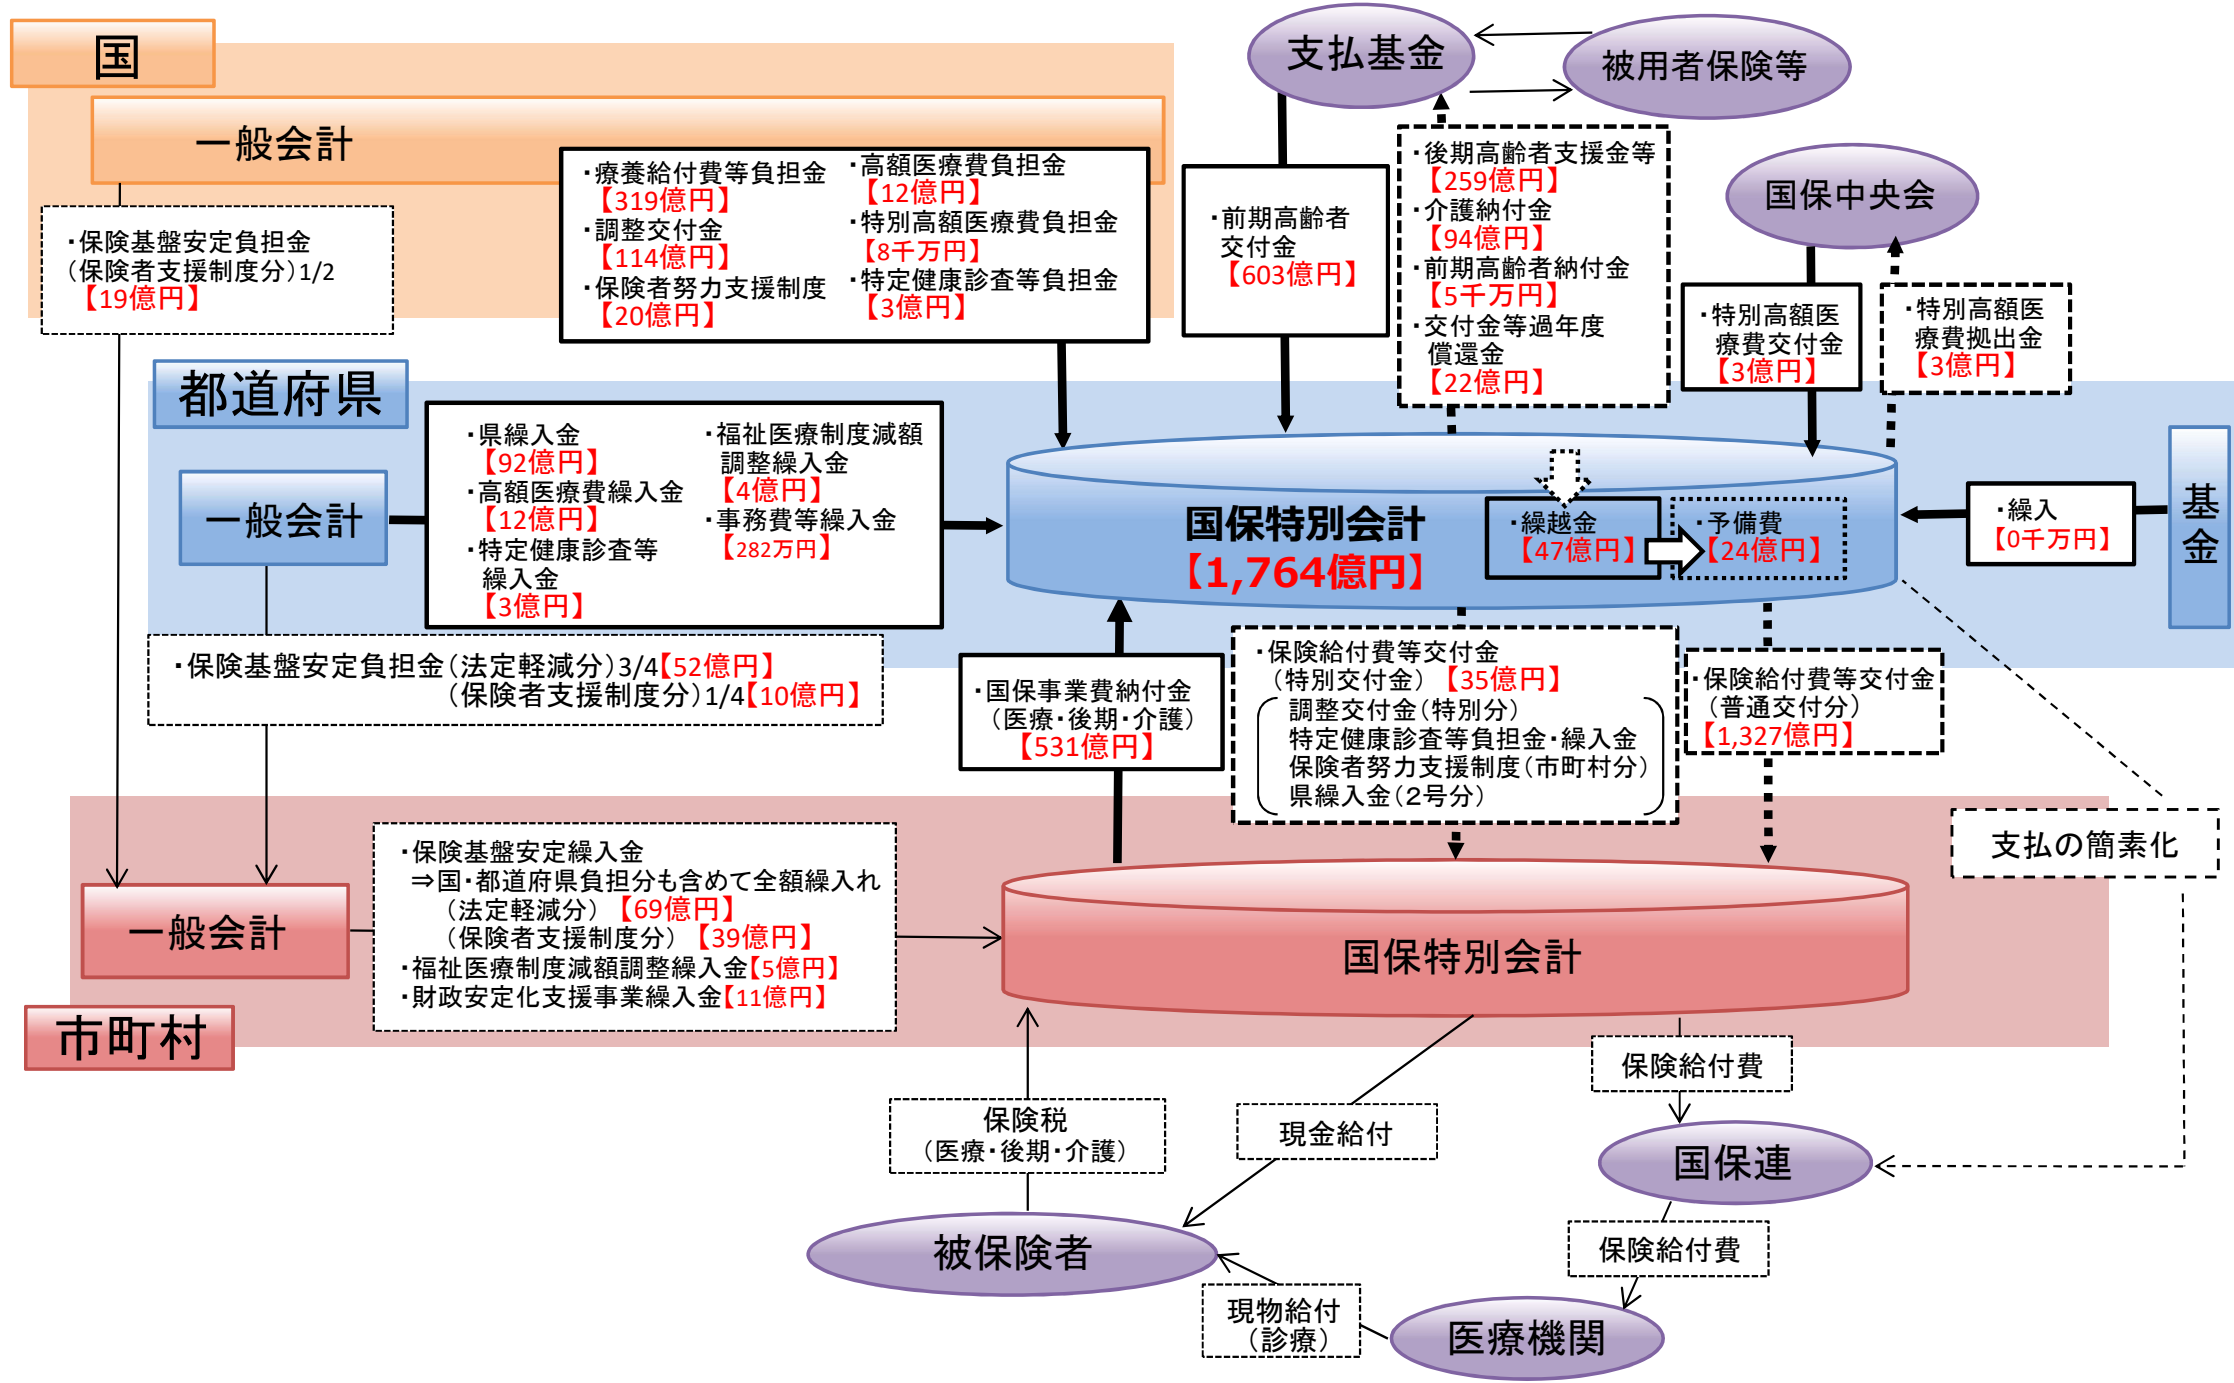 国
一般会計
・保険基盤安定負担金
(保険者支援制度分)1/2
【19億円】
・療養給付費等負担金
【319億円】
・調整交付金
【114億円】
・保険者努力支援制度
【20億円】
・高額医療費負担金
【12億円】
・特別高額医療費負担金
【8千万円】
・特定健康診査等負担金
【3億円】
支払基金
被用者保険等
・前期高齢者
交付金
【603億円】
・後期高齢者支援金等
【259億円】
・介護納付金
【94億円】
・前期高齢者納付金
【5千万円】
・交付金等過年度
償還金
【22億円】
国保中央会
・特別高額医
療費交付金
【3億円】
・特別高額医
療費拠出金
【3億円】
都道府県
一般会計
・県繰入金
【92億円】
・高額医療費繰入金
【12億円】
・特定健康診査等
繰入金
【3億円】
・福祉医療制度減額
調整繰入金
【4億円】
・事務費等繰入金
【282万円】
国保特別会計
【1,764億円】
・繰越金
【47億円】
・予備費
【24億円】
・繰入
【0千万円】
基金
・保険基盤安定負担金(法定軽減分)3/4【52億円】
(保険者支援制度分)1/4【10億円】
・国保事業費納付金
(医療・後期・介護)
【531億円】
・保険給付費等交付金
(特別交付金)【35億円】
調整交付金(特別分)
特定健康診査等負担金・繰入金
保険者努力支援制度(市町村分)
県繰入金(2号分)
・保険給付費等交付金
(普通交付分)
【1,327億円】
支払の簡素化
一般会計
市町村
・保険基盤安定繰入金
⇒国・都道府県負担分も含めて全額繰入れ
(法定軽減分)【69億円】
(保険者支援制度分)【39億円】
・福祉医療制度減額調整繰入金【5億円】
・財政安定化支援事業繰入金【11億円】
国保特別会計
保険税
(医療・後期・介護)
現金給付
保険給付費
国保連
保険給付費
被保険者
現物給付
(診療)
医療機関